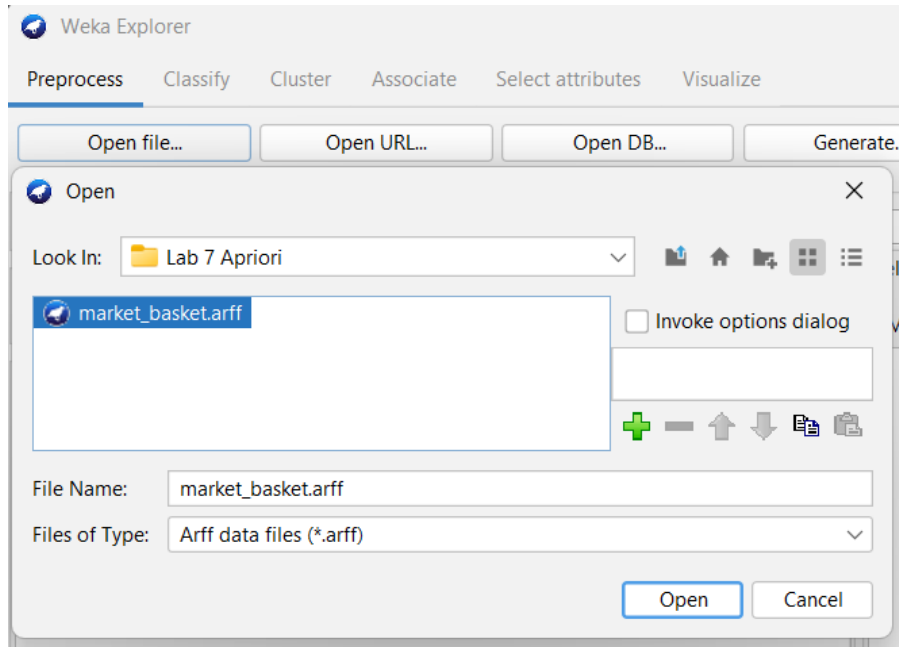 Weka Explorer
Preprocess Classify Cluster Associate Select attributes Visualize
Open file... Open URL... Open DB... Generate.
Open
Look In: Lab 7 Apriori
market_basket.arff
Invoke options dialog
File Name: market_basket.arff
Files of Type: Arff data files (*.arff)
Open Cancel